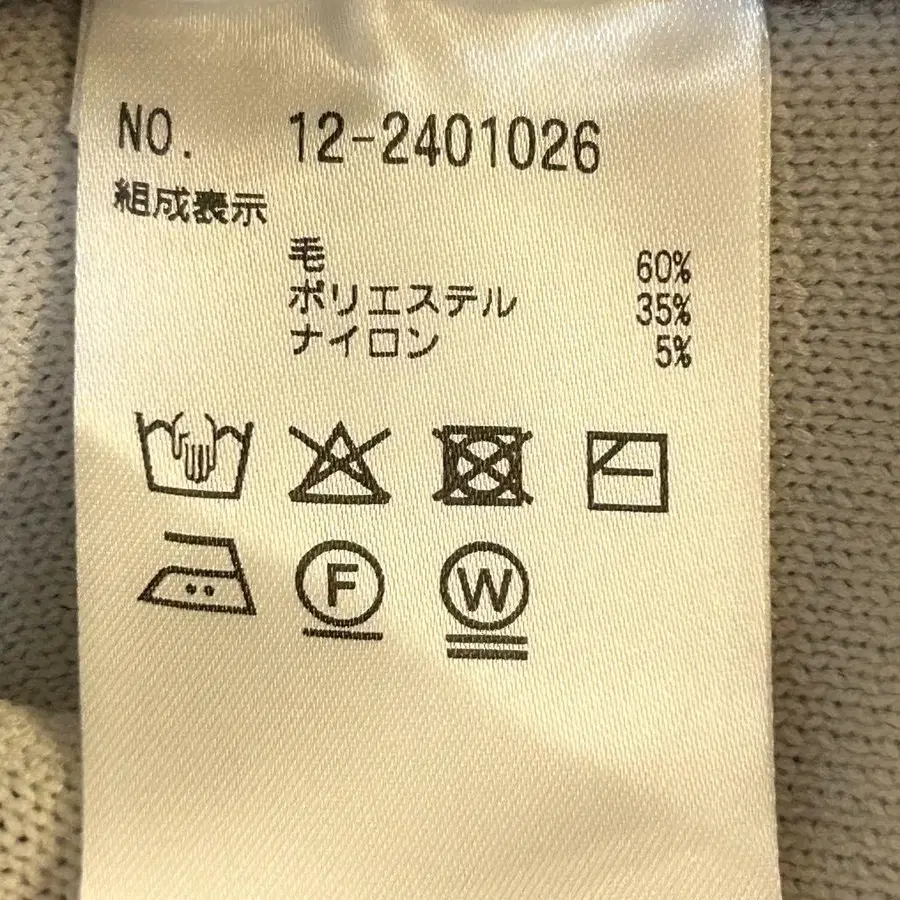 NO. 12-2401026
組成表示
毛 60%
ポリエステル 35%
ナイロン 5%
F W